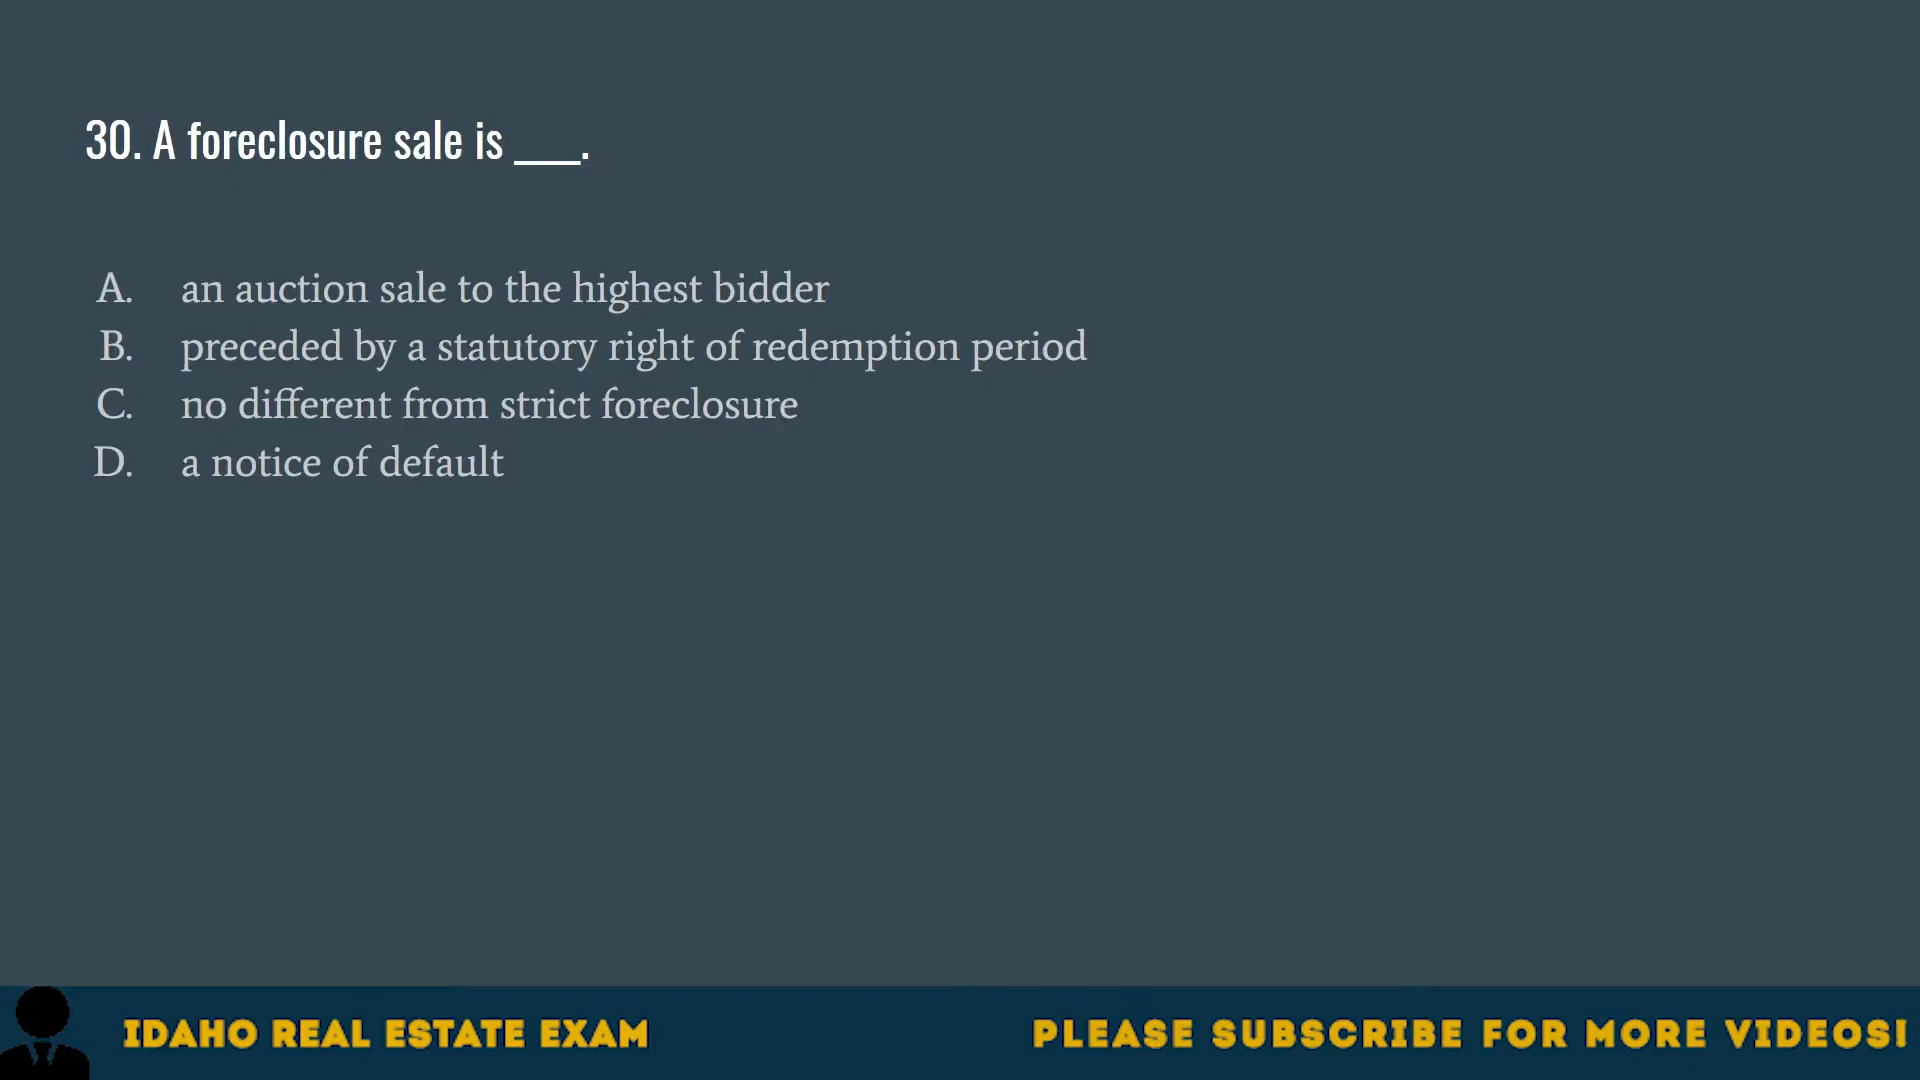 30. A foreclosure sale is ____.
A. an auction sale to the highest bidder
B. preceded by a statutory right of redemption period
C. no different from strict foreclosure
D. a notice of default
IDAHO REAL ESTATE EXAM
PLEASE SUBSCRIBE FOR MORE VIDEOS!